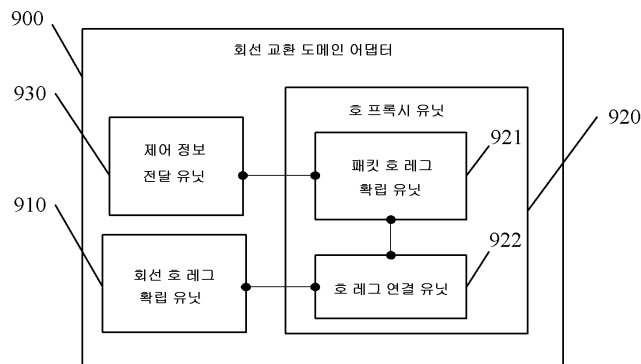 900
회선 교환 도메인 어댑터
930
호 프록시 유닛
920
제어 정보
전달 유닛
921
패킷 호 레그
확립 유닛
910
회선 호 레그
확립 유닛
922
호 레그 연결 유닛